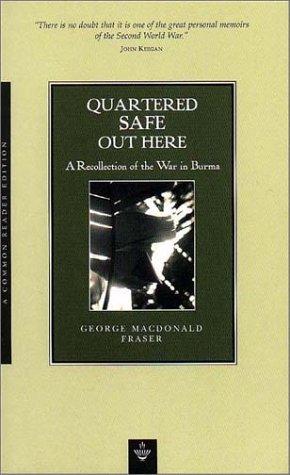 "There is no doubt that it is one of the great personal memoirs
of the Second World War."
JOHN KEEGAN
QUARTERED
SAFE
OUT HERE
A Recollection of the War in Burma
GEORGE MACDONALD
FRASER
A COMMON READER EDITION